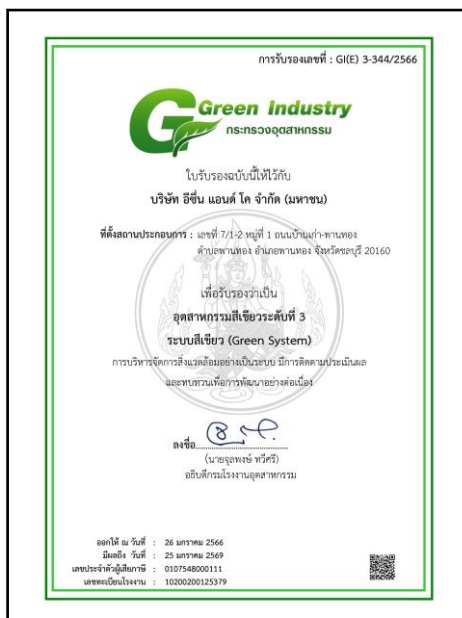 การรับรองเลขที่ : GI(E) 3-344/2566
Green Industry
กระทรวงอุตสาหกรรม
ใบรับรองฉบับนี้ให้ไว้กับ
บริษัท อีซึ่น แอนด์ โค จำกัด (มหาชน)
ที่ตั้งสถานประกอบการ : เลขที่ 7/1-2 หมู่ที่ 1 ถนนบ้านเก่า-พานทอง
ตำบลพานทอง อำเภอพานทอง จังหวัดชลบุรี 20160
เพื่อรับรองว่าเป็น
อุตสาหกรรมสีเขียวระดับที่ 3
ระบบสีเขียว (Green System)
การบริหารจัดการสิ่งแวดล้อมอย่างเป็นระบบ มีการติดตามประเมินผล
และทบทวนเพื่อการพัฒนาอย่างต่อเนื่อง
ลงชื่อ
(นายจุลพงษ์ ทวีศรี)
อธิบดีกรมโรงงานอุตสาหกรรม
ออกให้ ณ วันที่ : 26 มกราคม 2566
มีผลถึง วันที่ : 25 มกราคม 2569
เลขประจำตัวผู้เสียภาษี : 0107548000111
เลขทะเบียนโรงงาน : 10200200125379